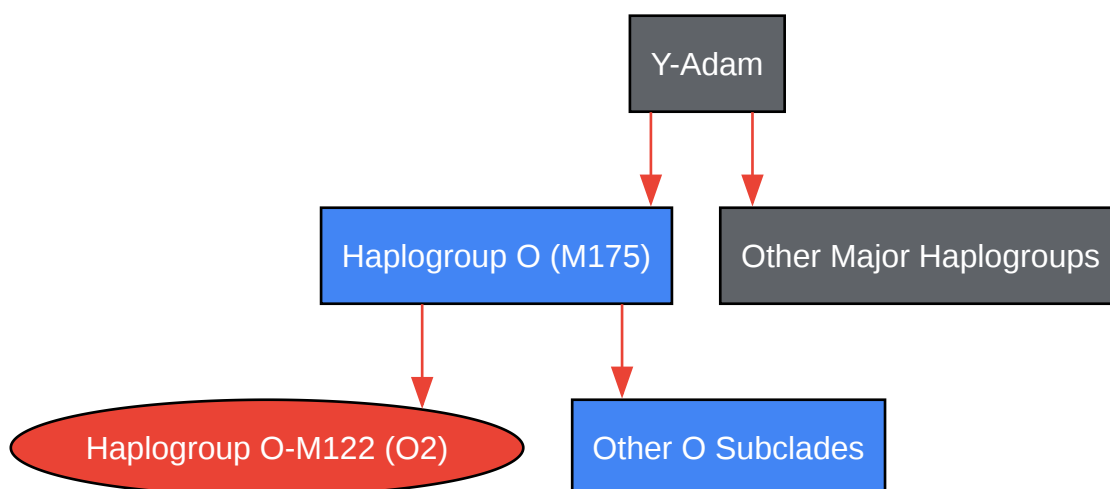 Y-Adam
Haplogroup O (M175)
Other Major Haplogroups
Haplogroup O-M122 (O2)
Other O Subclades